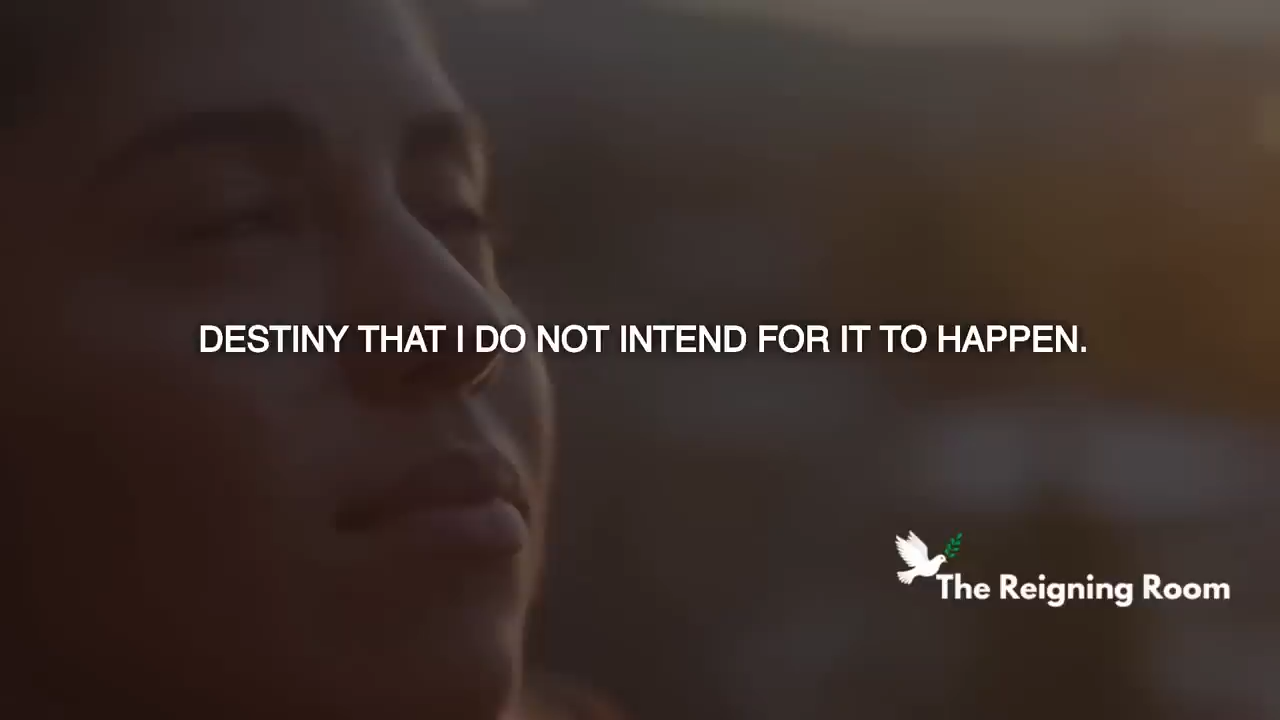 DESTINY THAT I DO NOT INTEND FOR IT TO HAPPEN.
The Reigning Room